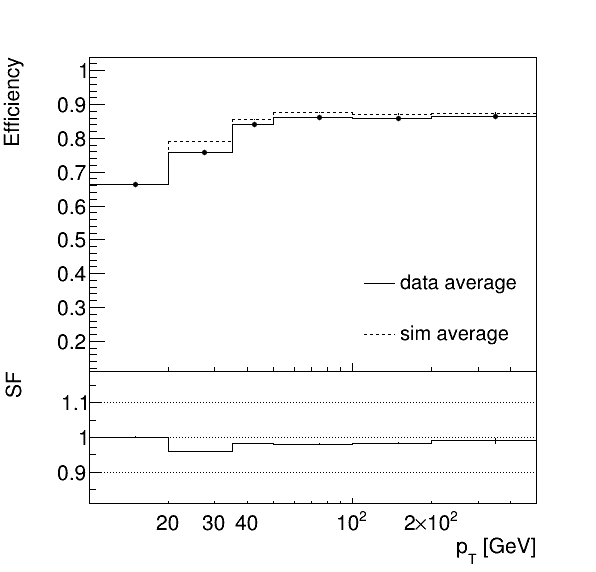 Efficiency
1
0.9
0.8
0.7
0.6
0.5
0.4
0.3
0.2
data average
sim average
SF
1.1
1
0.9
20 30 40 10² 2×10²
p_T [GeV]